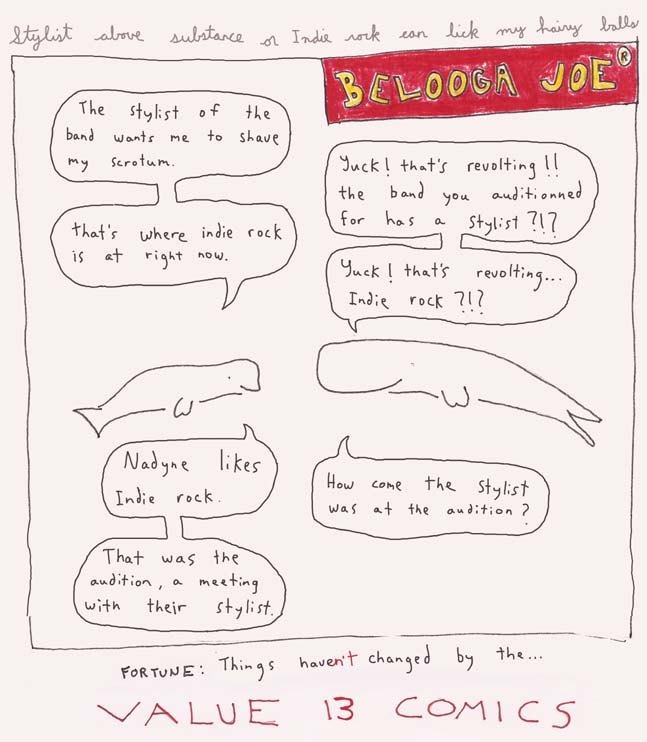 Stylist above substance or Indie rock can lick my hairy balls
BELOOGA JOE®
The stylist of the
band wants me to shave
my scrotum.
that's where indie rock
is at right now.
Yuck! that's revolting!!
the band you auditionned
for has a stylist?!?
Yuck! that's revolting...
Indie rock?!?
Nadyne likes
Indie rock.
That was the
audition, a meeting
with their stylist.
How come the stylist
was at the audition?
FORTUNE: Things haven't changed by the...
VALUE 13 COMICS